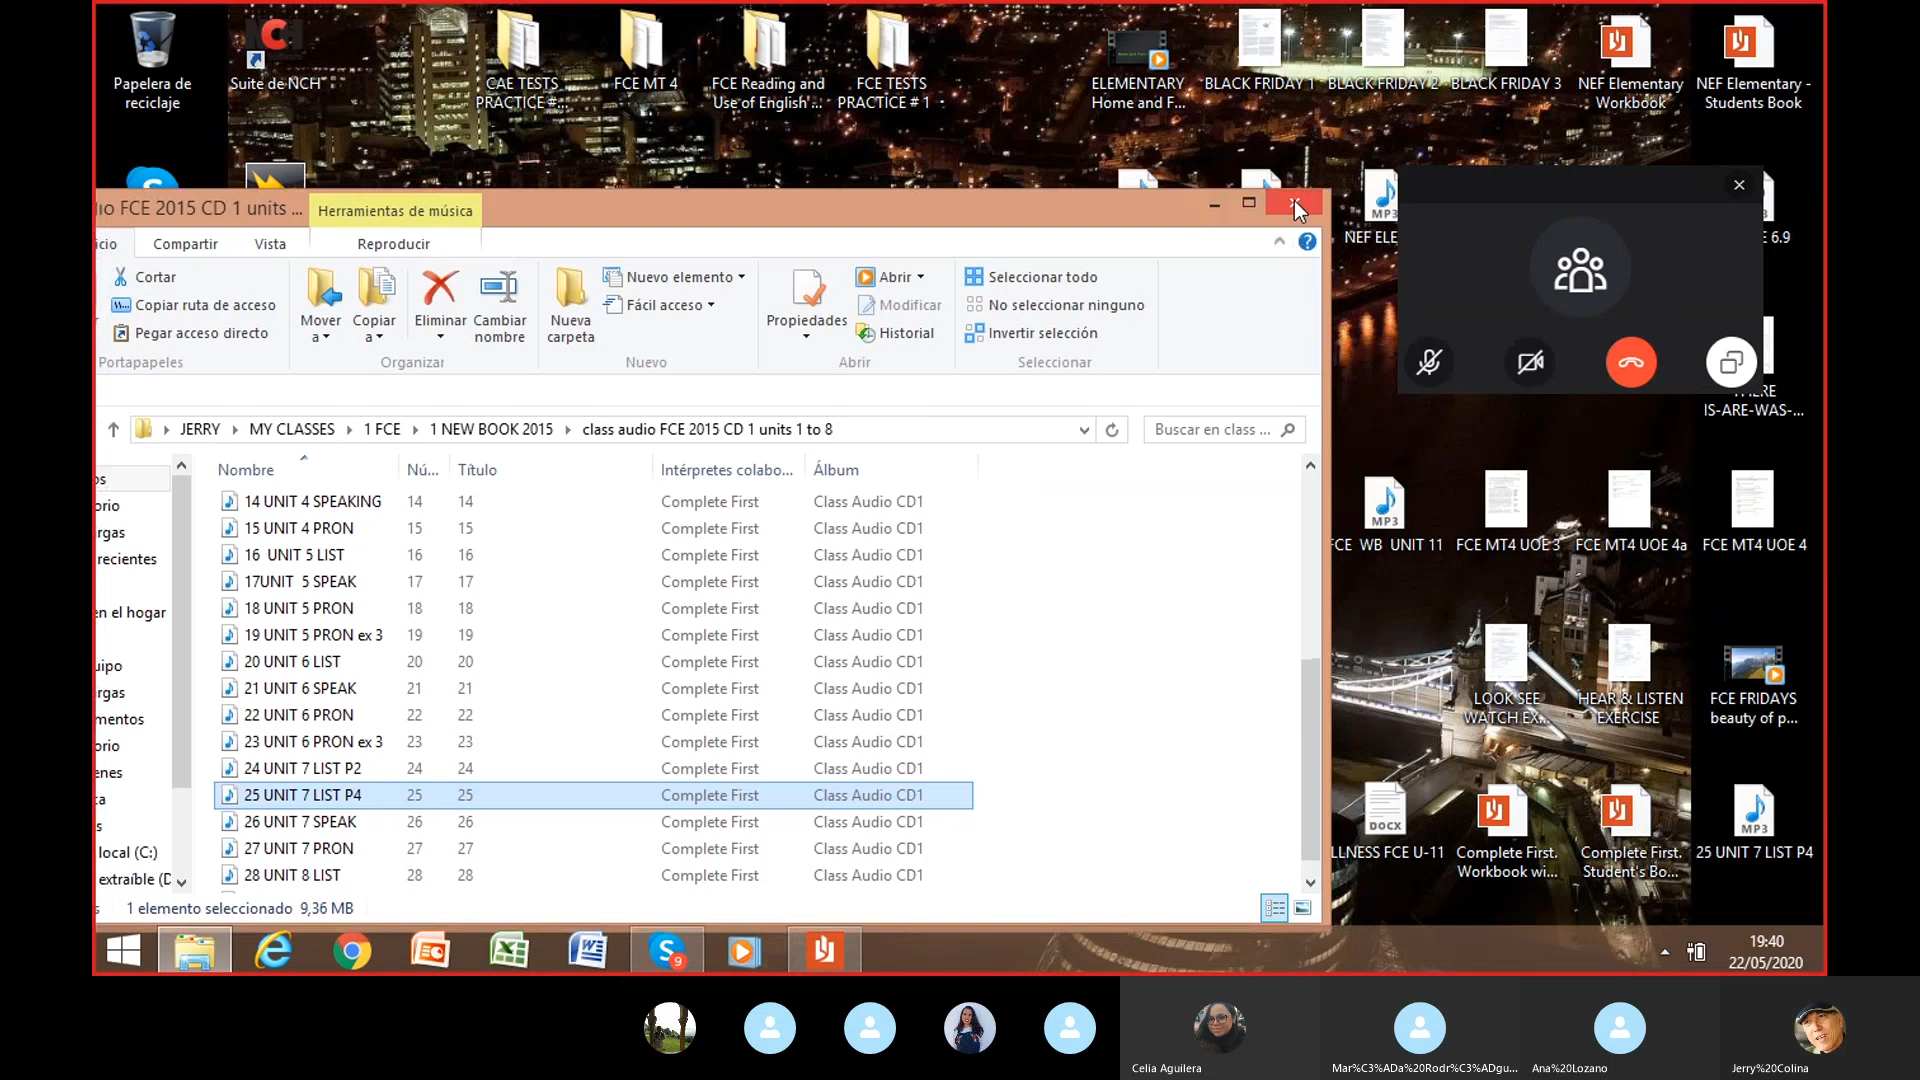 Papelera de
reciclaje
NCH
Suite de NCH
CAE TESTS
PRACTICE #...
FCE MT 4
FCE Reading and
Use of English'...
FCE TESTS
PRACTICE # 1
ELEMENTARY
Home and F...
BLACK FRIDAY 1
BLACK FRIDAY 2
BLACK FRIDAY 3
NEF Elementary
Workbook
NEF Elementary -
Students Book
io FCE 2015 CD 1 units ...
Herramientas de música
icio
Compartir
Vista
Reproducir
Cortar
Copiar ruta de acceso
Pegar acceso directo
Portapapeles
Mover
a
Copiar
a
Eliminar
Cambiar
nombre
Organizar
Nueva
carpeta
Nuevo elemento
Fácil acceso
Nuevo
Propiedades
Abrir
Modificar
Historial
Abrir
Seleccionar todo
No seleccionar ninguno
Invertir selección
Seleccionar
MP3
NEF ELE
E 6.9
HERE
IS-ARE-WAS-...
JERRY
MY CLASSES
1 FCE
1 NEW BOOK 2015
class audio FCE 2015 CD 1 units 1 to 8
Buscar en class ...
Nombre Nú... Título Intérpretes colabo... Álbum
14 UNIT 4 SPEAKING 14 14 Complete First Class Audio CD1
15 UNIT 4 PRON 15 15 Complete First Class Audio CD1
16  UNIT 5 LIST 16 16 Complete First Class Audio CD1
17UNIT  5 SPEAK 17 17 Complete First Class Audio CD1
18 UNIT 5 PRON 18 18 Complete First Class Audio CD1
19 UNIT 5 PRON ex 3 19 19 Complete First Class Audio CD1
20 UNIT 6 LIST 20 20 Complete First Class Audio CD1
21 UNIT 6 SPEAK 21 21 Complete First Class Audio CD1
22 UNIT 6 PRON 22 22 Complete First Class Audio CD1
23 UNIT 6 PRON ex 3 23 23 Complete First Class Audio CD1
24 UNIT 7 LIST P2 24 24 Complete First Class Audio CD1
25 UNIT 7 LIST P4 25 25 Complete First Class Audio CD1
26 UNIT 7 SPEAK 26 26 Complete First Class Audio CD1
27 UNIT 7 PRON 27 27 Complete First Class Audio CD1
28 UNIT 8 LIST 28 28 Complete First Class Audio CD1
os
orio
rgas
recientes
en el hogar
uipo
rgas
mentos
orio
enes
ca
s
local (C:)
extraíble (D
1 elemento seleccionado 9,36 MB
MP3
FCE WB UNIT 11
FCE MT4 UOE 3
FCE MT4 UOE 4a
FCE MT4 UOE 4
LOOK SEE
WATCH EX...
HEAR & LISTEN
EXERCISE
FCE FRIDAYS
beauty of p...
DOCX
LLNESS FCE U-11
Complete First.
Workbook wi...
Complete First.
Student's Bo...
MP3
25 UNIT 7 LIST P4
9
19:40
22/05/2020
Celia Aguilera
Mar%C3%ADa%20Rodr%C3%ADgu...
Ana%20Lozano
Jerry%20Colina